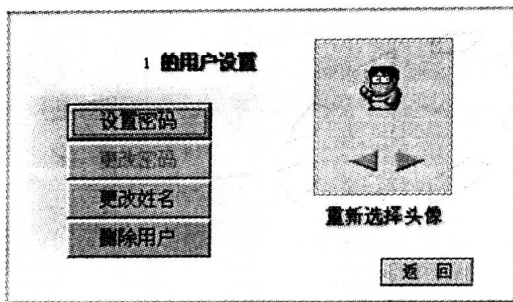 1 的用户设置
设置密码
更改密码
更改姓名
删除用户
重新选择头像
返 回